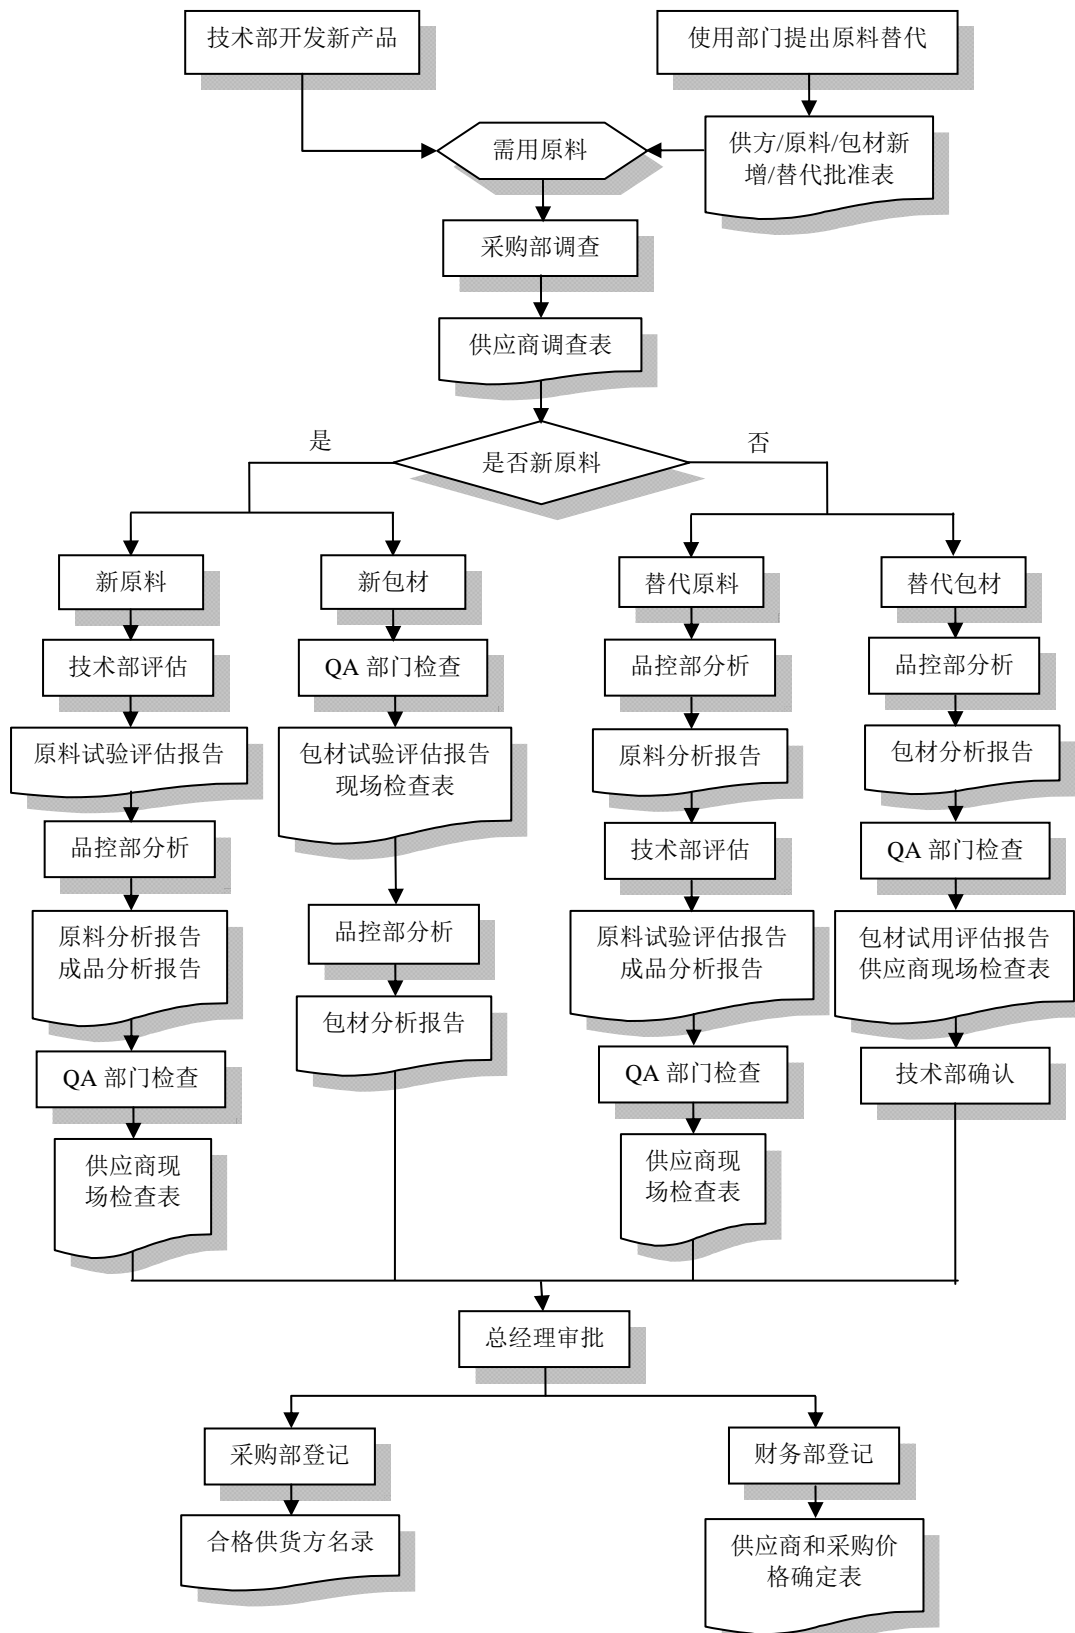 技术部开发新产品
使用部门提出原料替代
需用原料
供方/原料/包材新
增/替代批准表
采购部调查
供应商调查表
是
否
是否新原料
新原料
新包材
替代原料
替代包材
技术部评估
QA 部门检查
品控部分析
品控部分析
原料试验评估报告
包材试验评估报告
现场检查表
原料分析报告
包材分析报告
品控部分析
技术部评估
QA 部门检查
原料分析报告
成品分析报告
品控部分析
原料试验评估报告
成品分析报告
包材试用评估报告
供应商现场检查表
包材分析报告
QA 部门检查
QA 部门检查
技术部确认
供应商现
场检查表
供应商现
场检查表
总经理审批
采购部登记
财务部登记
合格供货方名录
供应商和采购价
格确定表